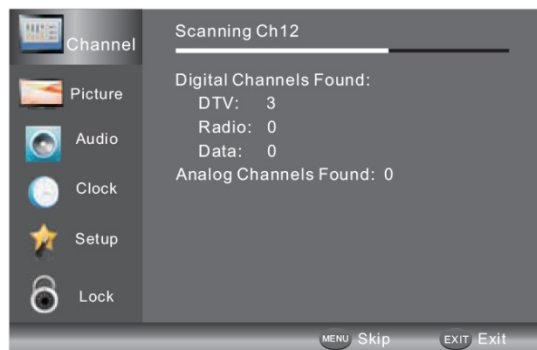 Channel
Picture
Audio
Clock
Setup
Lock
Scanning Ch12
Digital Channels Found:
DTV: 3
Radio: 0
Data: 0
Analog Channels Found: 0
MENU Skip EXIT Exit